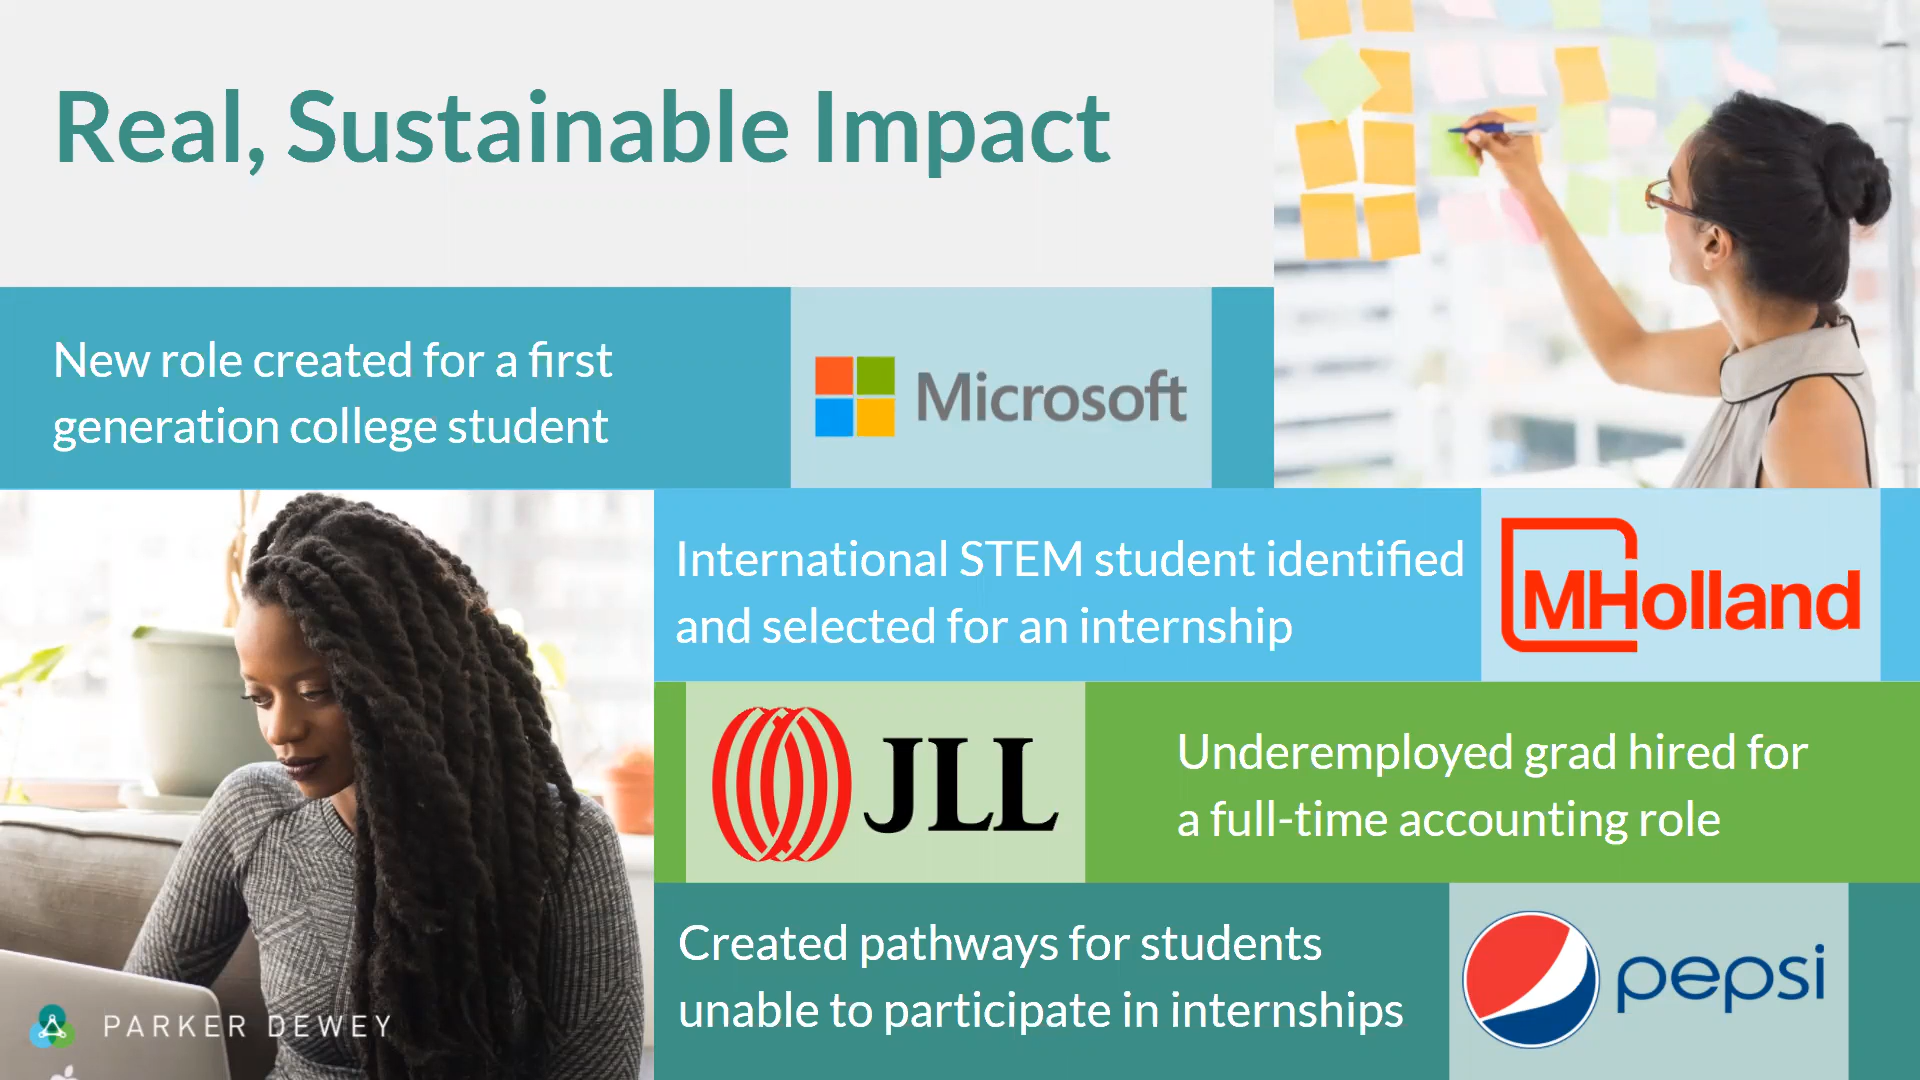 Real, Sustainable Impact
New role created for a first
generation college student
Microsoft
International STEM student identified
and selected for an internship
MHolland
JLL
Underemployed grad hired for
a full-time accounting role
Created pathways for students
unable to participate in internships
pepsi
PARKER DEWEY